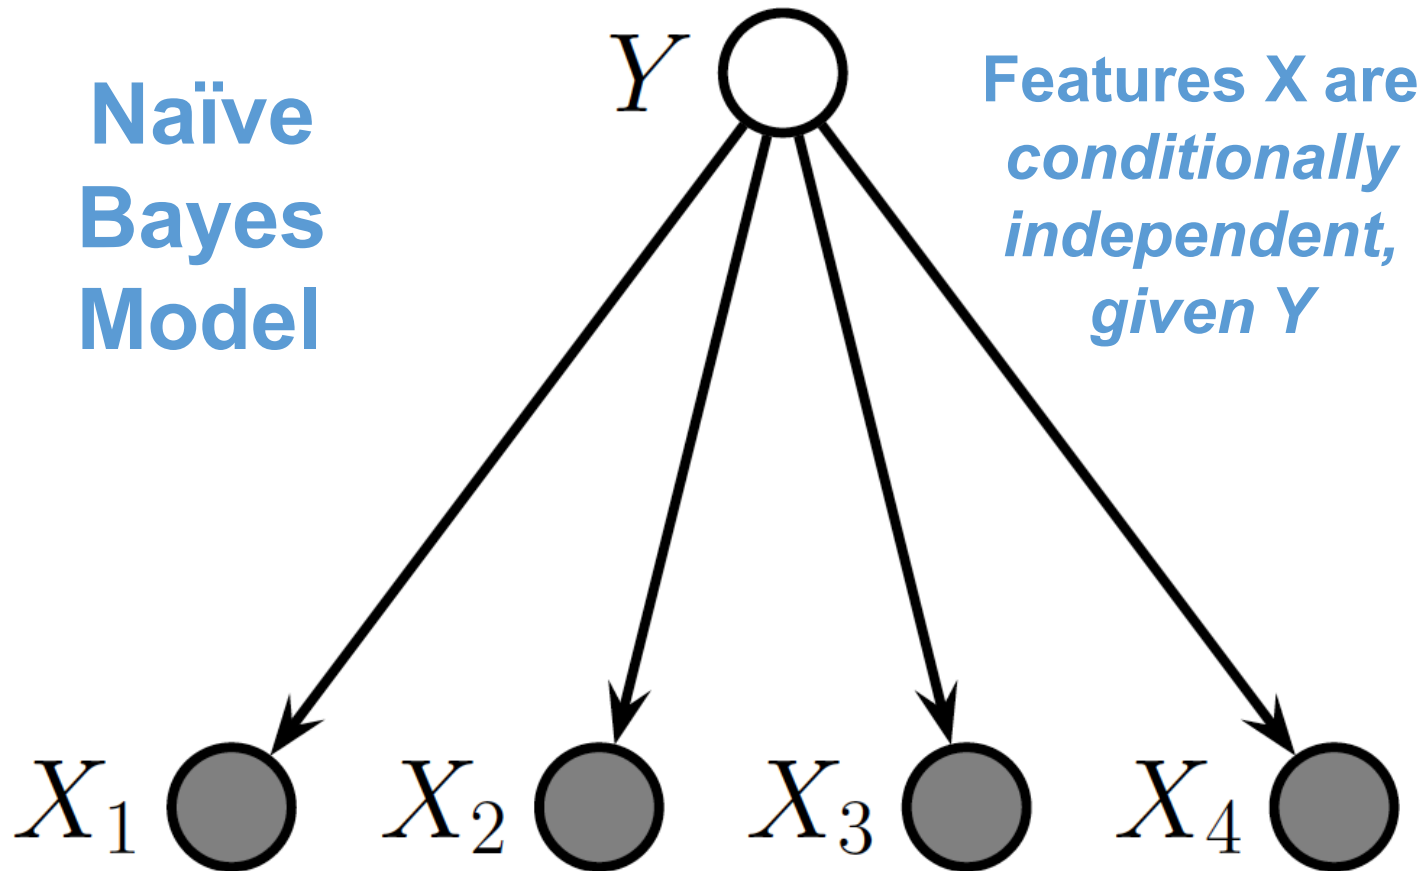 Naïve
Bayes
Model
Y
Features X are
conditionally
independent,
given Y
X₁
X₂
X₃
X₄